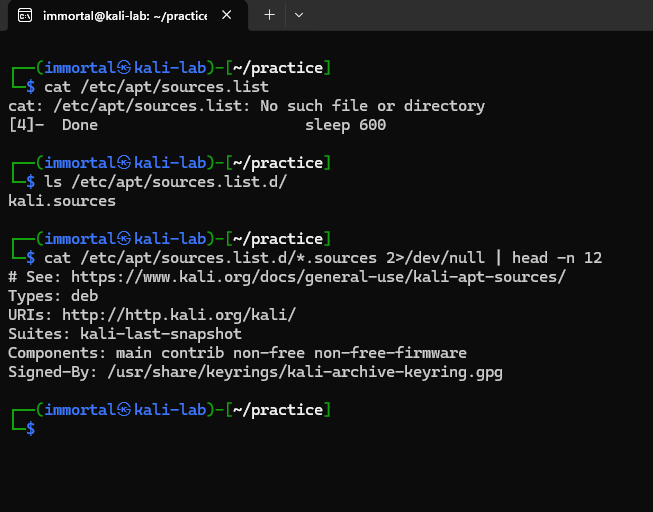 immortal@kali-lab: ~/practice
┌──(immortal㉿kali-lab)-[~/practice]
└─$ cat /etc/apt/sources.list
cat: /etc/apt/sources.list: No such file or directory
[4]-  Done                    sleep 600
┌──(immortal㉿kali-lab)-[~/practice]
└─$ ls /etc/apt/sources.list.d/
kali.sources
┌──(immortal㉿kali-lab)-[~/practice]
└─$ cat /etc/apt/sources.list.d/*.sources 2>/dev/null | head -n 12
# See: https://www.kali.org/docs/general-use/kali-apt-sources/
Types: deb
URIs: http://http.kali.org/kali/
Suites: kali-last-snapshot
Components: main contrib non-free non-free-firmware
Signed-By: /usr/share/keyrings/kali-archive-keyring.gpg
┌──(immortal㉿kali-lab)-[~/practice]
└─$